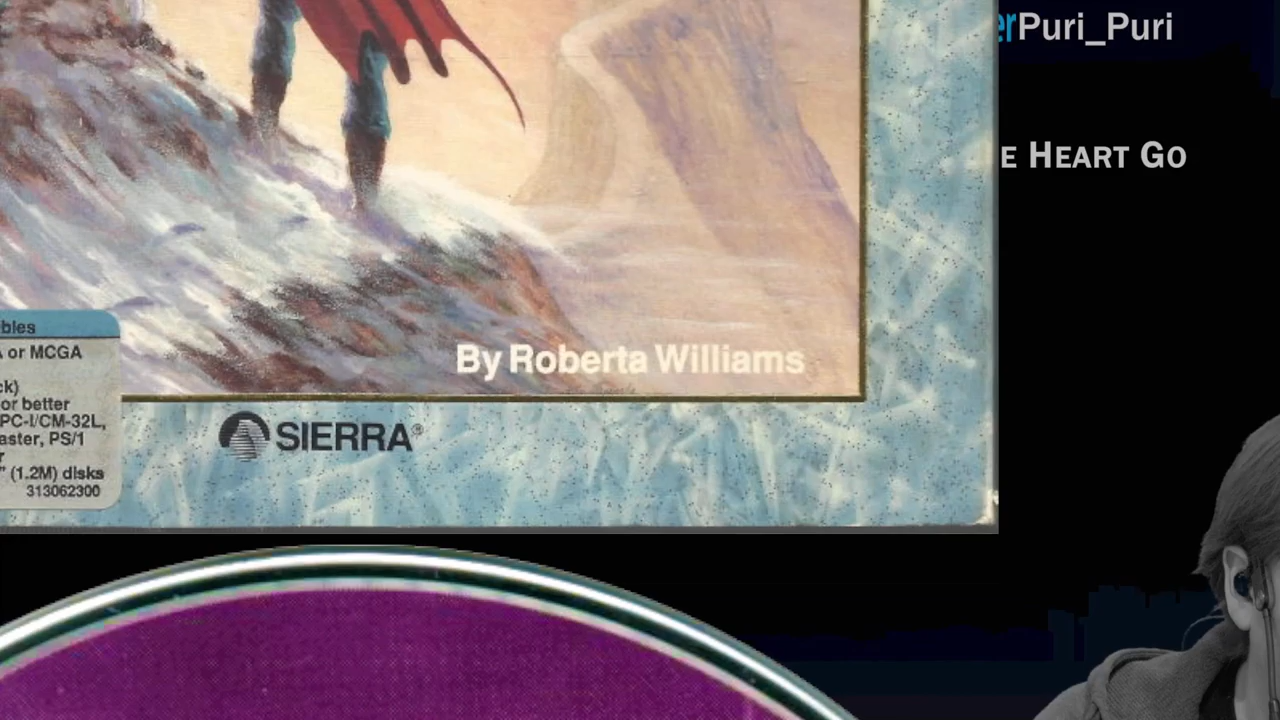 erPuri_Puri
E HEART GO
By Roberta Williams
SIERRA®
bles
A or MCGA
ck)
or better
PC-I/CM-32L,
aster, PS/1
r
" (1.2M) disks
313062300